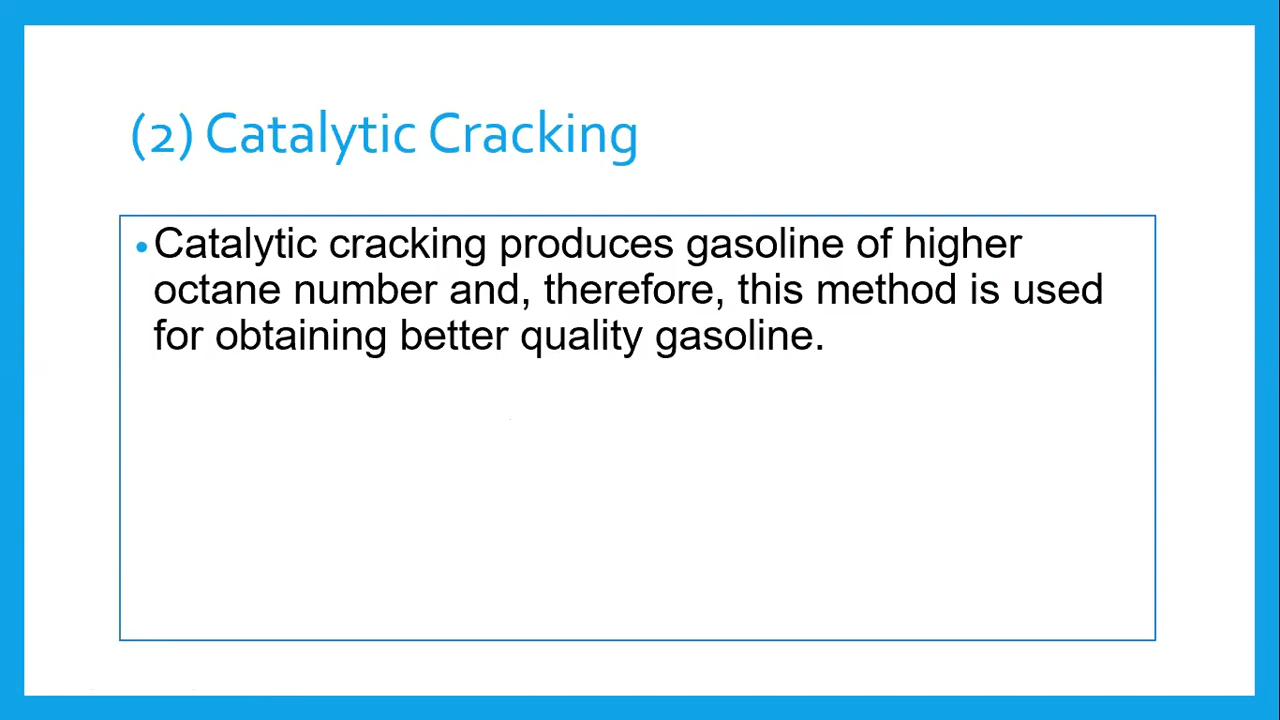 (2) Catalytic Cracking
•Catalytic cracking produces gasoline of higher
octane number and, therefore, this method is used
for obtaining better quality gasoline.